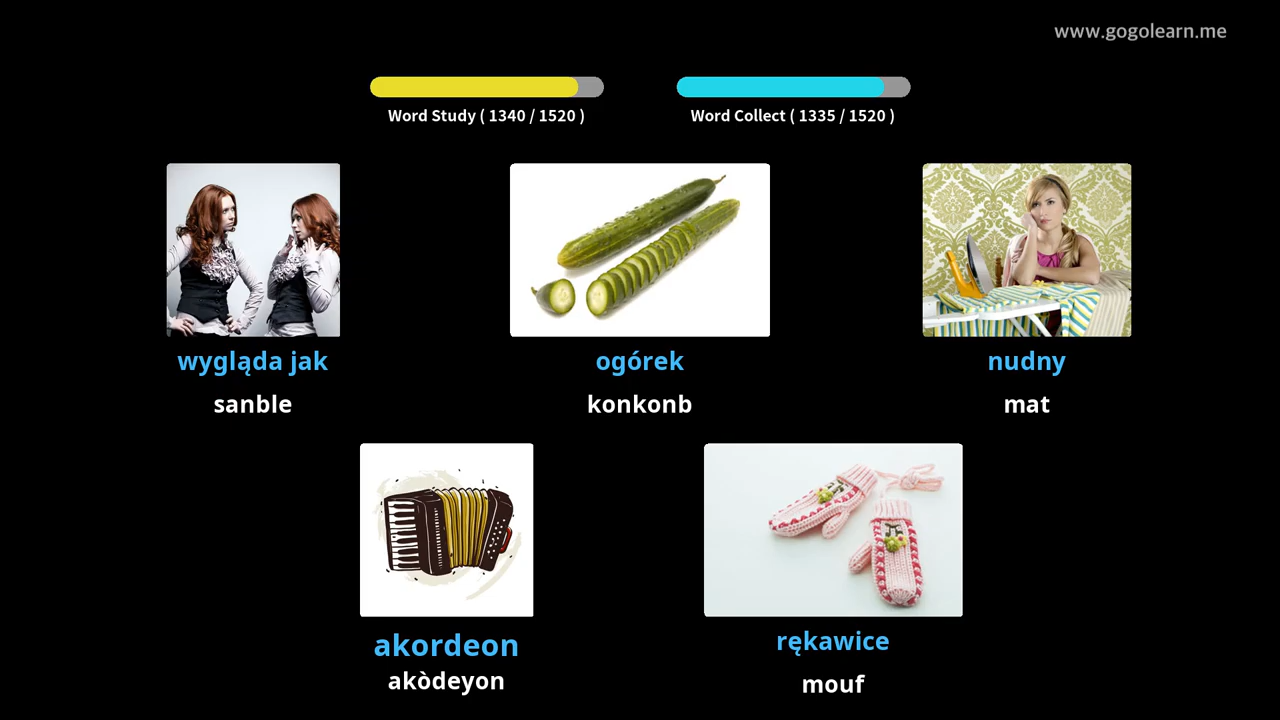 www.gogolearn.me
Word Study ( 1340 / 1520 )
Word Collect ( 1335 / 1520 )
wygląda jak
sanble
ogórek
konkonb
nudny
mat
akordeon
akòdeyon
rękawice
mouf